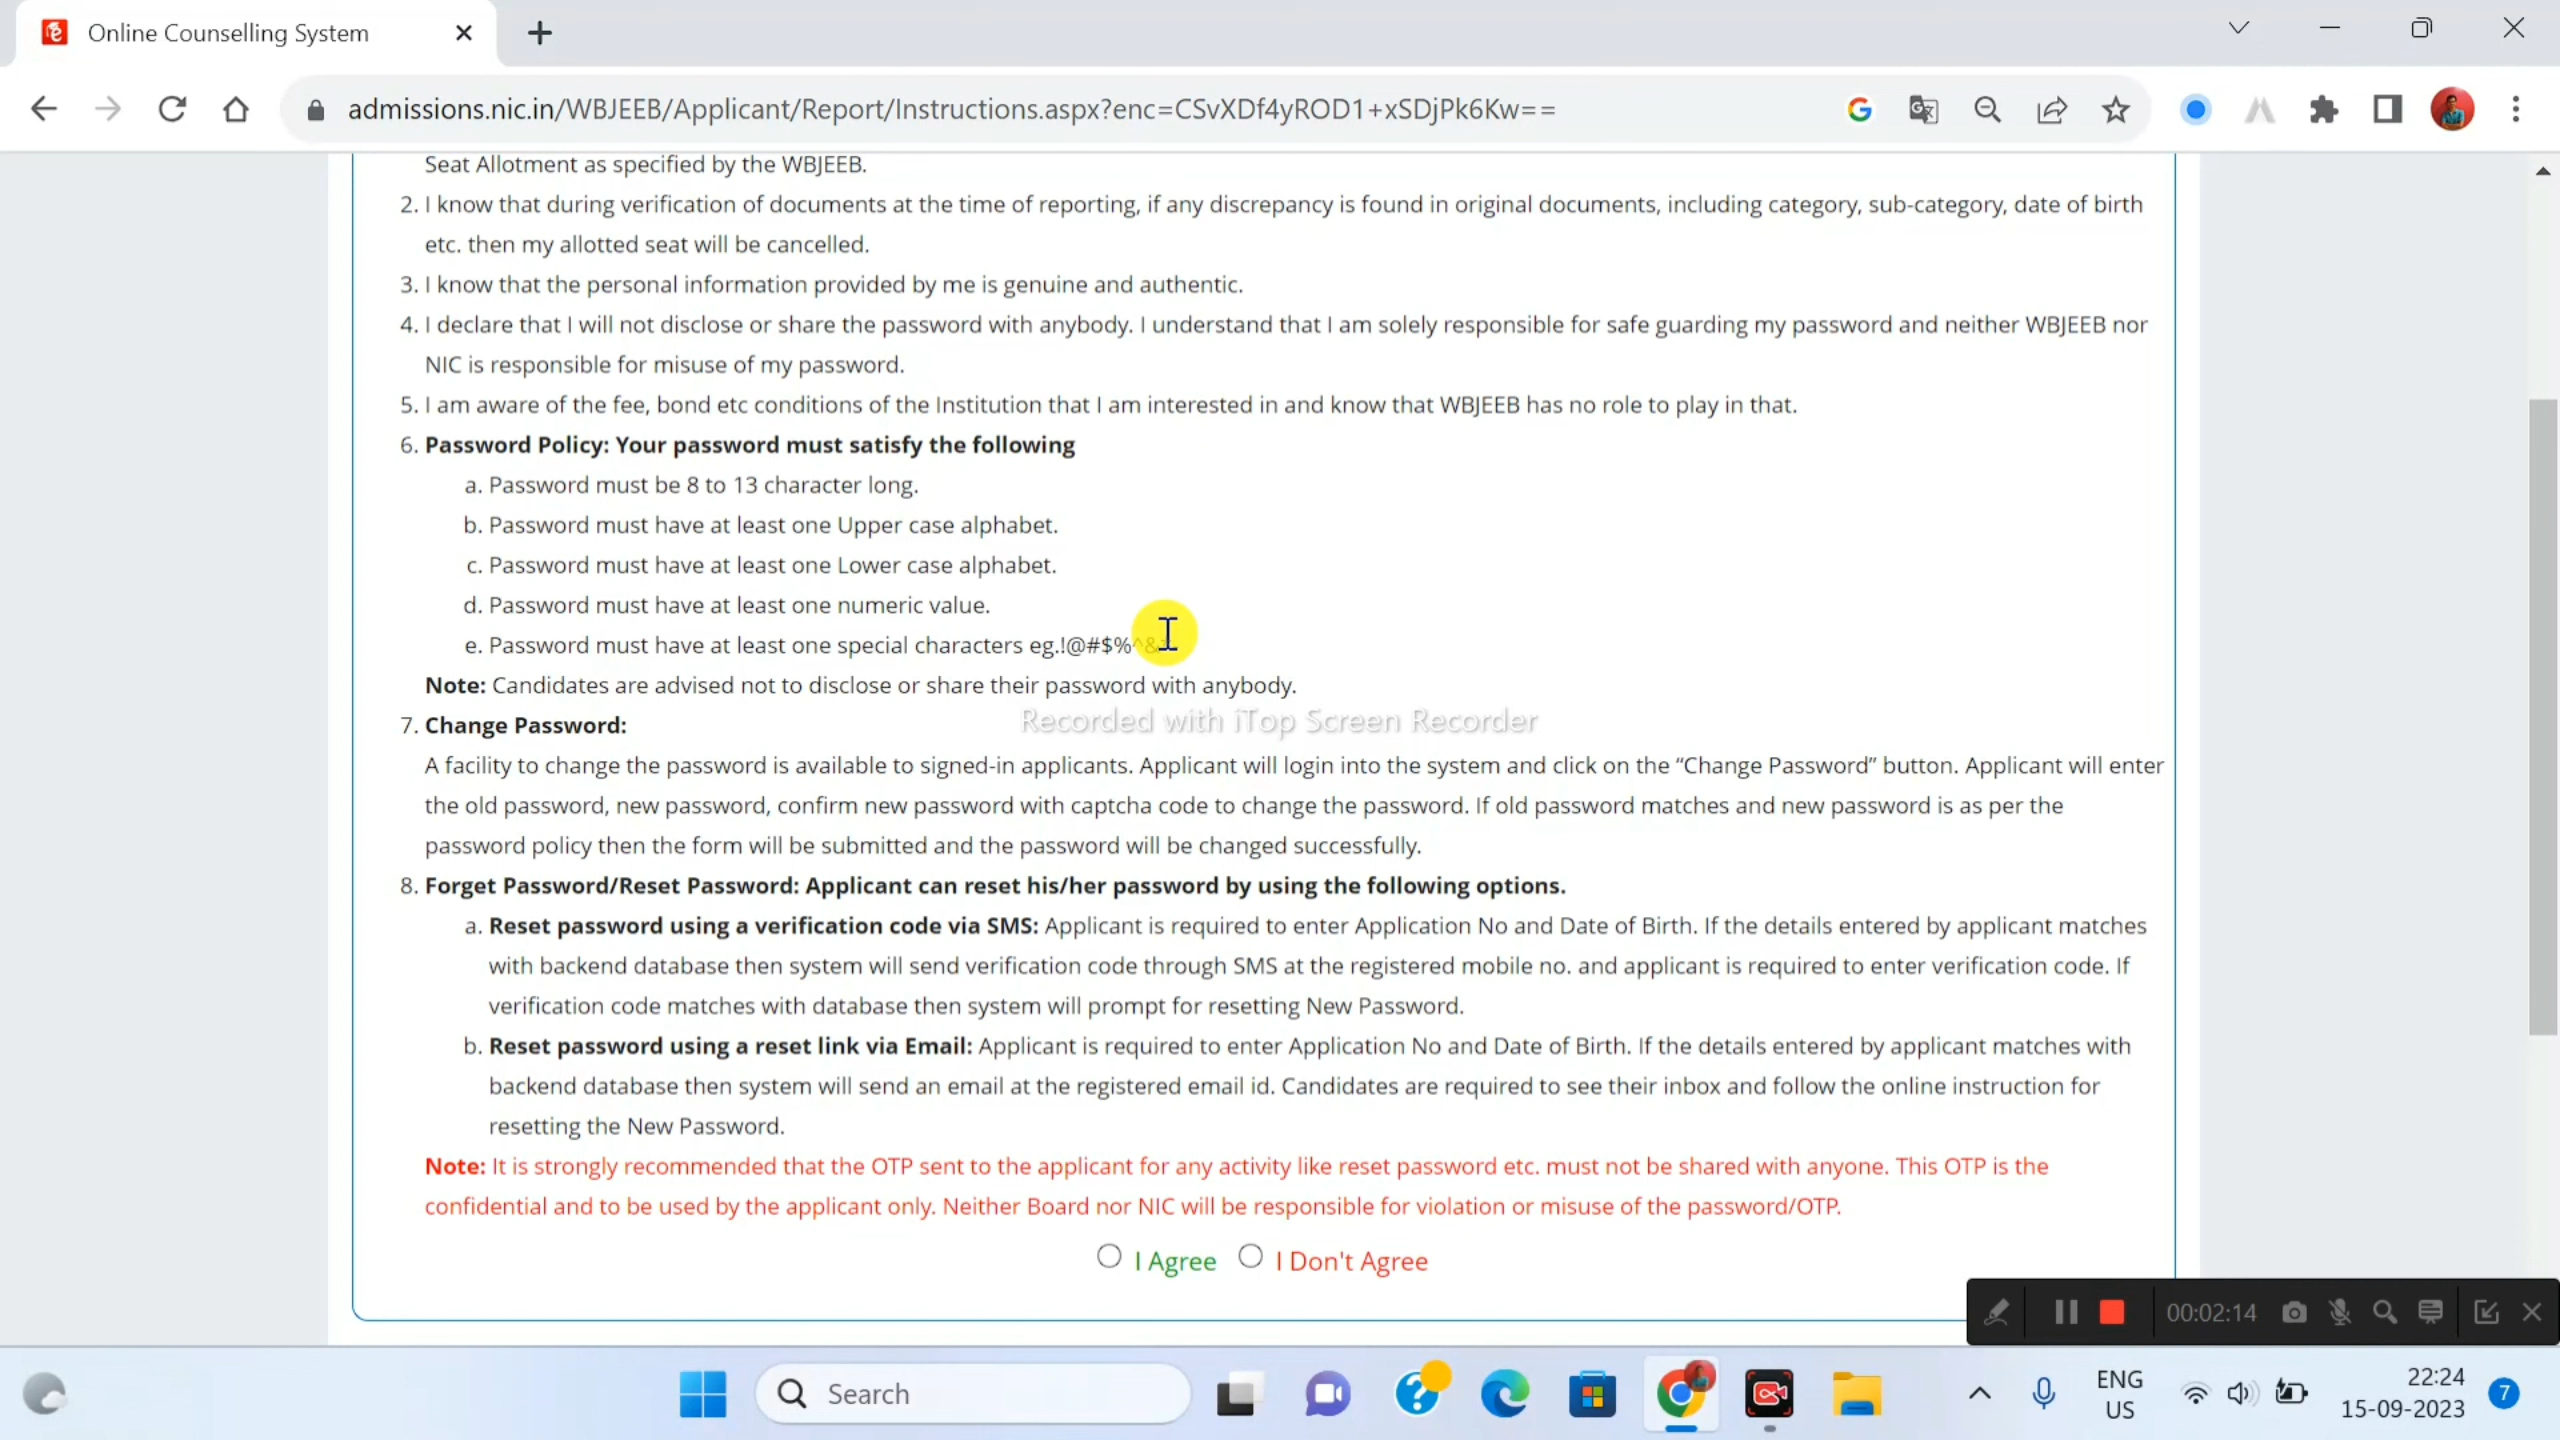 Online Counselling System
admissions.nic.in/WBJEEB/Applicant/Report/Instructions.aspx?enc=CSvXDf4yROD1+xSDjPk6Kw==
Seat Allotment as specified by the WBJEEB.
2. I know that during verification of documents at the time of reporting, if any discrepancy is found in original documents, including category, sub-category, date of birth
etc. then my allotted seat will be cancelled.
3. I know that the personal information provided by me is genuine and authentic.
4. I declare that I will not disclose or share the password with anybody. I understand that I am solely responsible for safe guarding my password and neither WBJEEB nor
NIC is responsible for misuse of my password.
5. I am aware of the fee, bond etc conditions of the Institution that I am interested in and know that WBJEEB has no role to play in that.
6. Password Policy: Your password must satisfy the following
a. Password must be 8 to 13 character long.
b. Password must have at least one Upper case alphabet.
c. Password must have at least one Lower case alphabet.
d. Password must have at least one numeric value.
e. Password must have at least one special characters eg.!@#$%^&
Note: Candidates are advised not to disclose or share their password with anybody.
7. Change Password:
Recorded with iTop Screen Recorder
A facility to change the password is available to signed-in applicants. Applicant will login into the system and click on the “Change Password” button. Applicant will enter
the old password, new password, confirm new password with captcha code to change the password. If old password matches and new password is as per the
password policy then the form will be submitted and the password will be changed successfully.
8. Forget Password/Reset Password: Applicant can reset his/her password by using the following options.
a. Reset password using a verification code via SMS: Applicant is required to enter Application No and Date of Birth. If the details entered by applicant matches
with backend database then system will send verification code through SMS at the registered mobile no. and applicant is required to enter verification code. If
verification code matches with database then system will prompt for resetting New Password.
b. Reset password using a reset link via Email: Applicant is required to enter Application No and Date of Birth. If the details entered by applicant matches with
backend database then system will send an email at the registered email id. Candidates are required to see their inbox and follow the online instruction for
resetting the New Password.
Note: It is strongly recommended that the OTP sent to the applicant for any activity like reset password etc. must not be shared with anyone. This OTP is the
confidential and to be used by the applicant only. Neither Board nor NIC will be responsible for violation or misuse of the password/OTP.
I Agree I Don't Agree
00:02:14
Search
ENG
US
22:24
15-09-2023
7